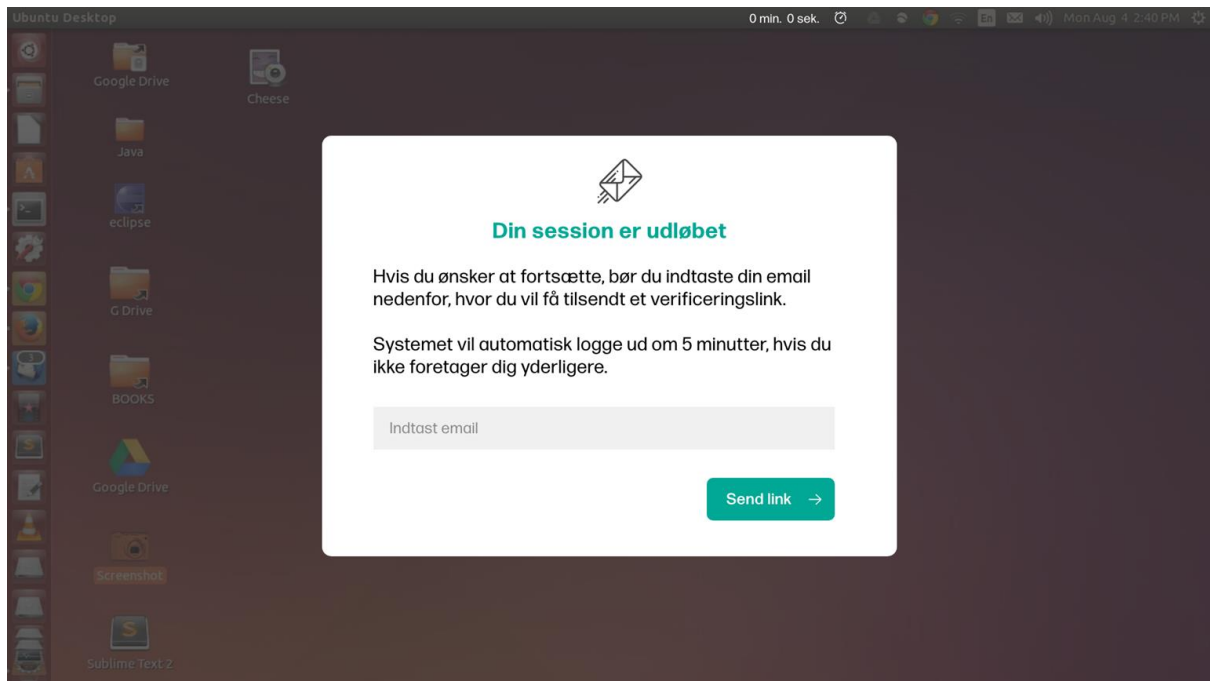 Ubuntu Desktop
0 min. 0 sek.
En
Mon Aug 4 2:40 PM
Google Drive
Cheese
Java
eclipse
G Drive
BOOKS
Google Drive
Screenshot
Sublime Text 2
Din session er udløbet
Hvis du ønsker at fortsætte, bør du indtaste din email
nedenfor, hvor du vil få tilsendt et verificeringslink.
Systemet vil automatisk logge ud om 5 minutter, hvis du
ikke foretager dig yderligere.
Indtast email
Send link →